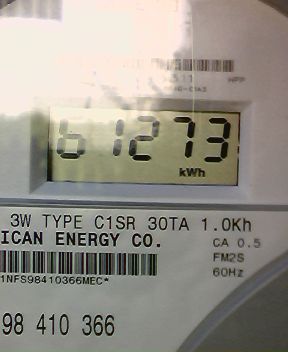 61273
kWh
3W TYPE C1SR 30TA 1.0Kh
ICAN ENERGY CO.
CA 0.5
FM2S
60Hz
1NFS98410366MEC*
98 410 366